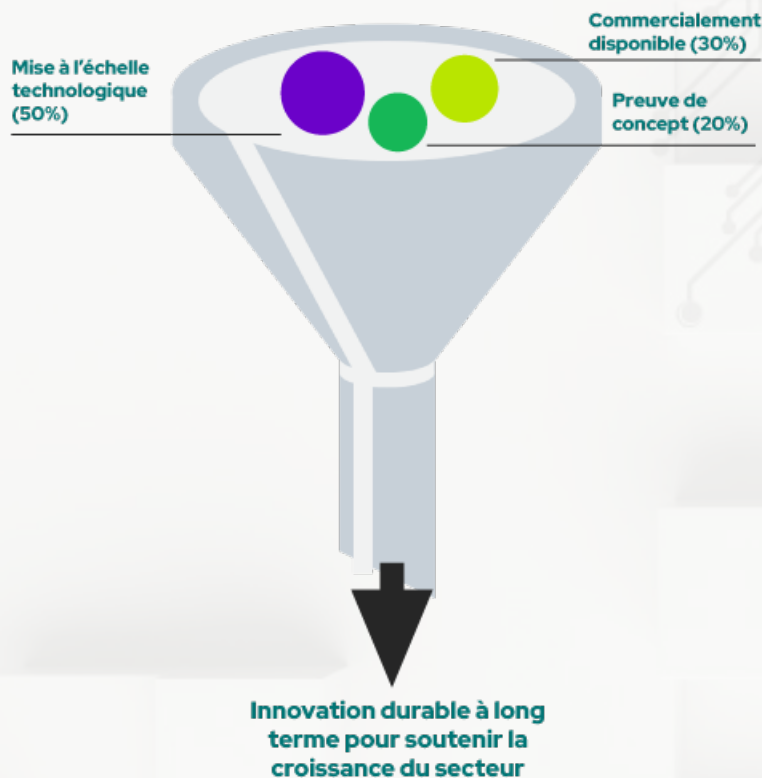 Mise à l'échelle
technologique
(50%)
Commercialement
disponible (30%)
Preuve de
concept (20%)
Innovation durable à long
terme pour soutenir la
croissance du secteur